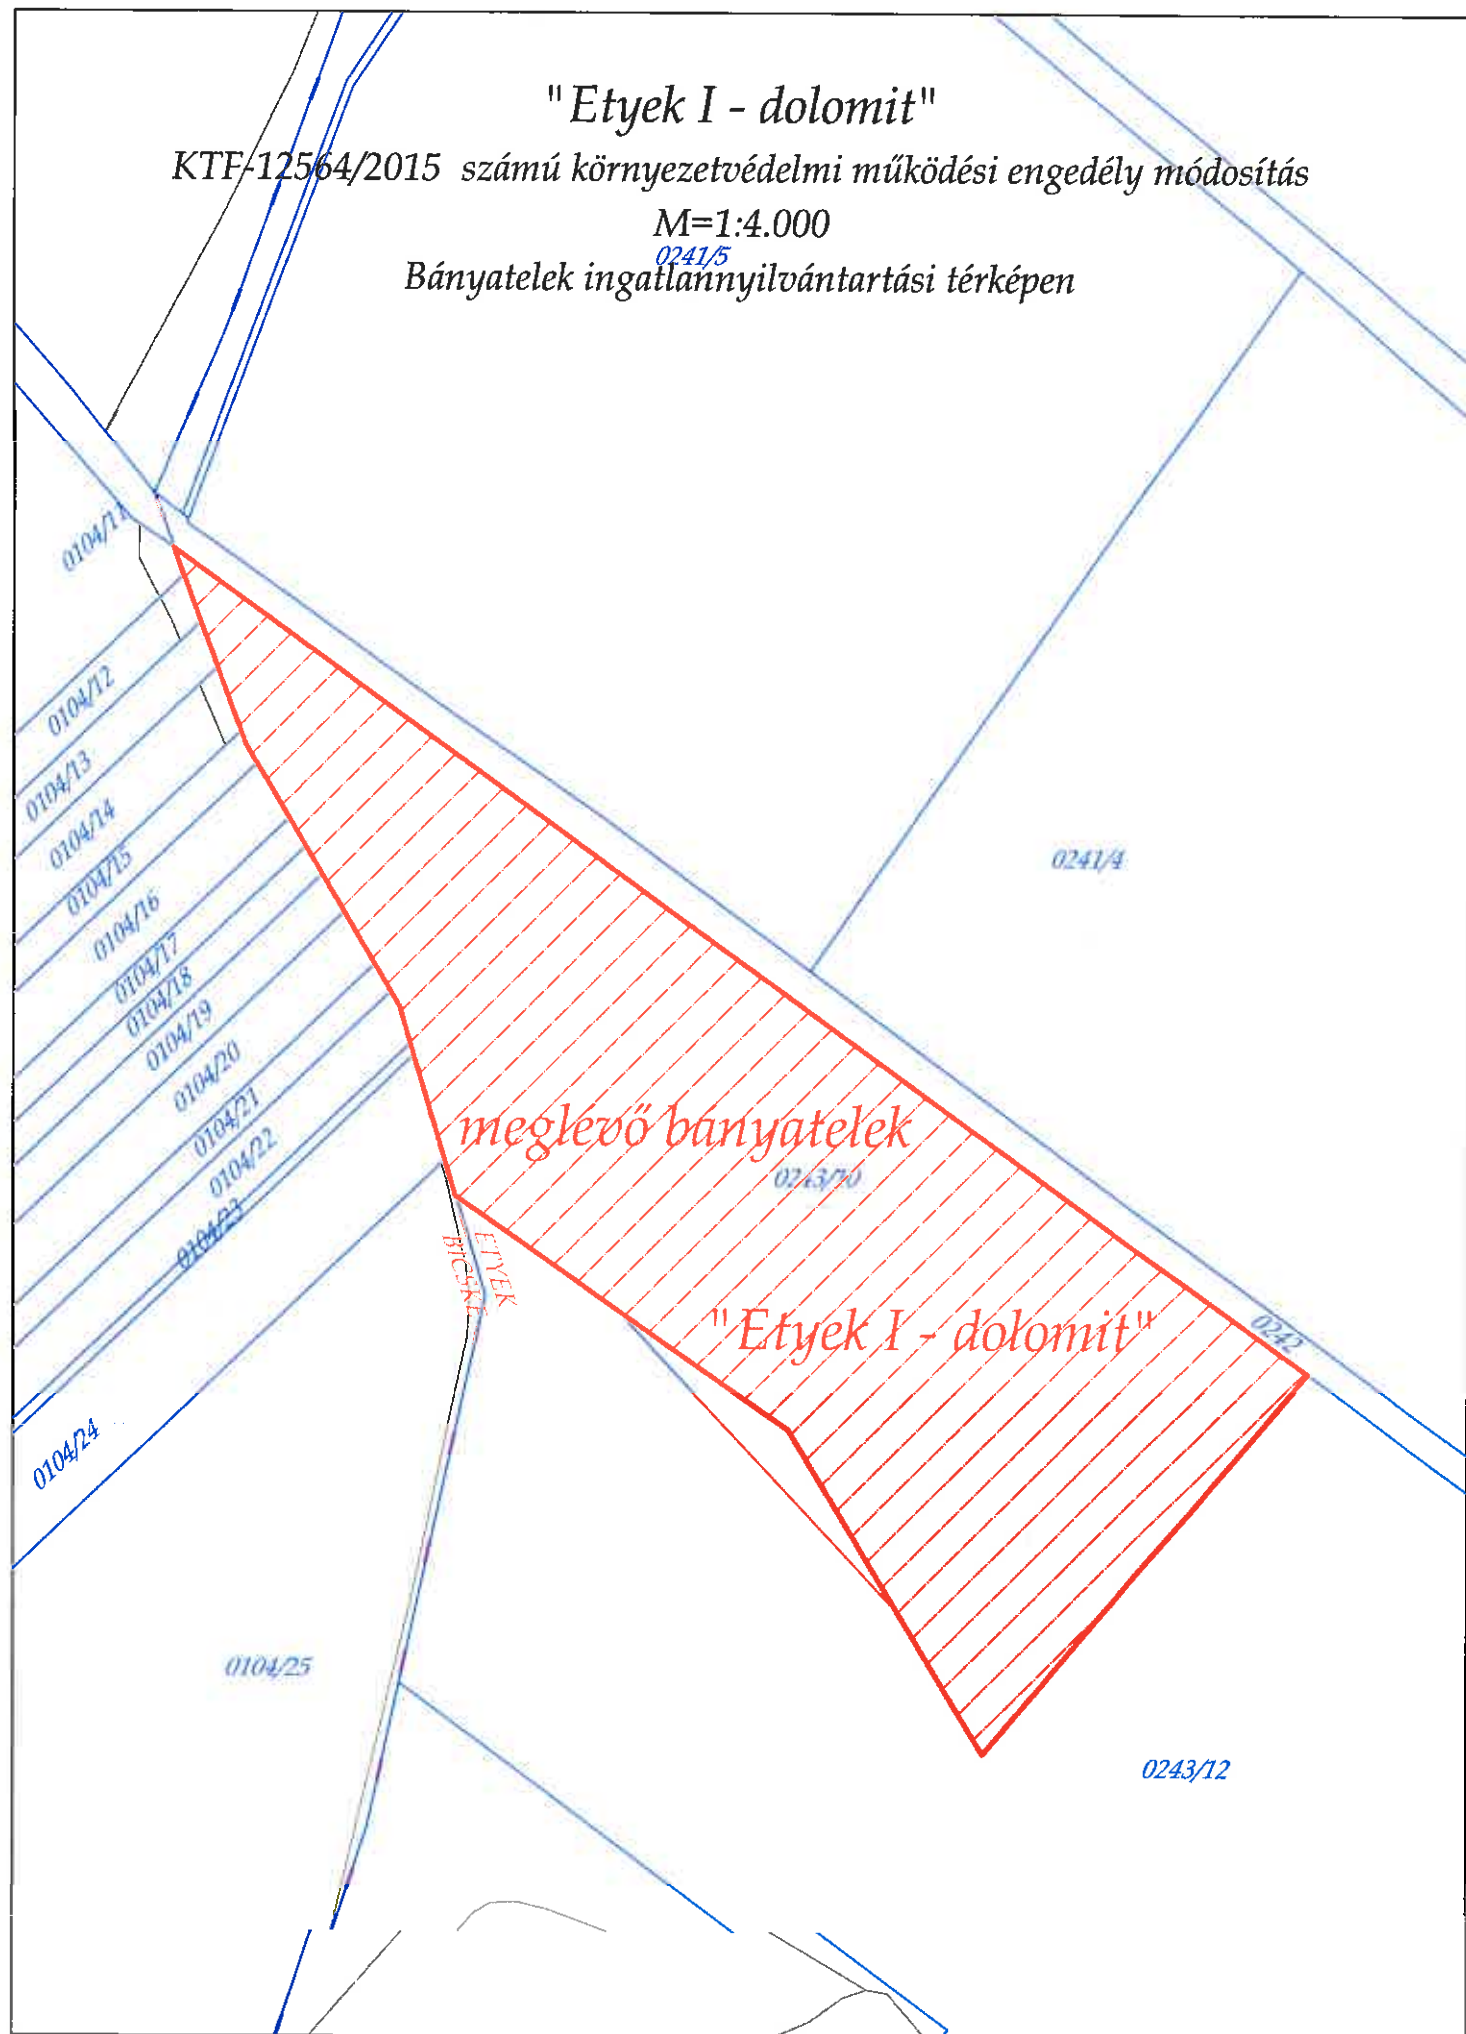 "Etyek I - dolomit"
KTF-12564/2015 számú környezetvédelmi működési engedély módosítás
M=1:4.000
0241/5
Bányatelek ingatlannyilvántartási térképen
0104/11
0104/12
0104/13
0104/14
0104/15
0104/16
0104/17
0104/18
0104/19
0104/20
0104/21
0104/22
0104/23
0104/24
0241/4
meglévő bányatelek
ETYEK
BICSKE
"Etyek I - dolomit"
0242
0104/25
0243/12